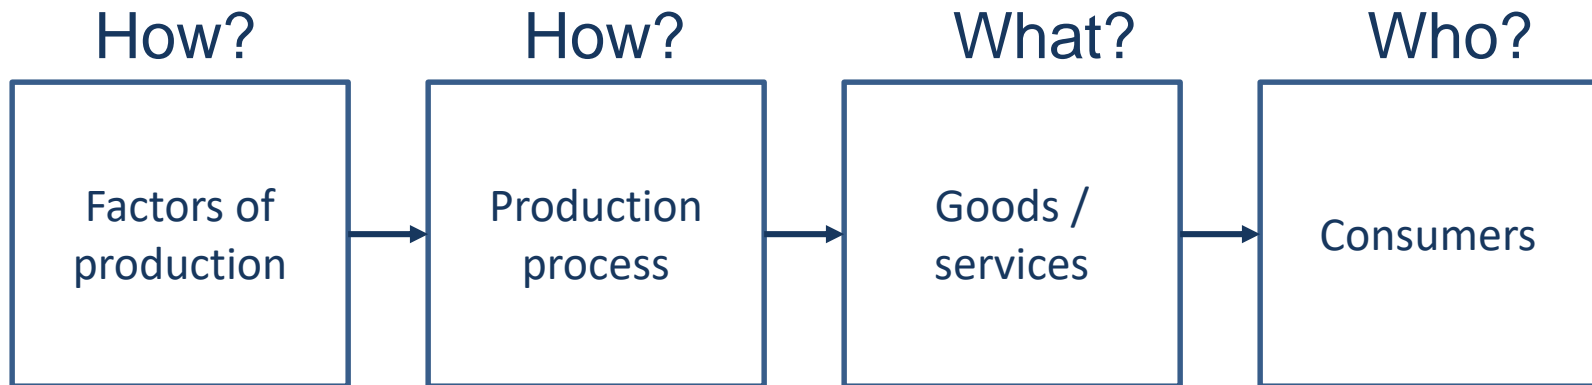 How?
How?
What?
Who?
Factors of
production
Production
process
Goods /
services
Consumers